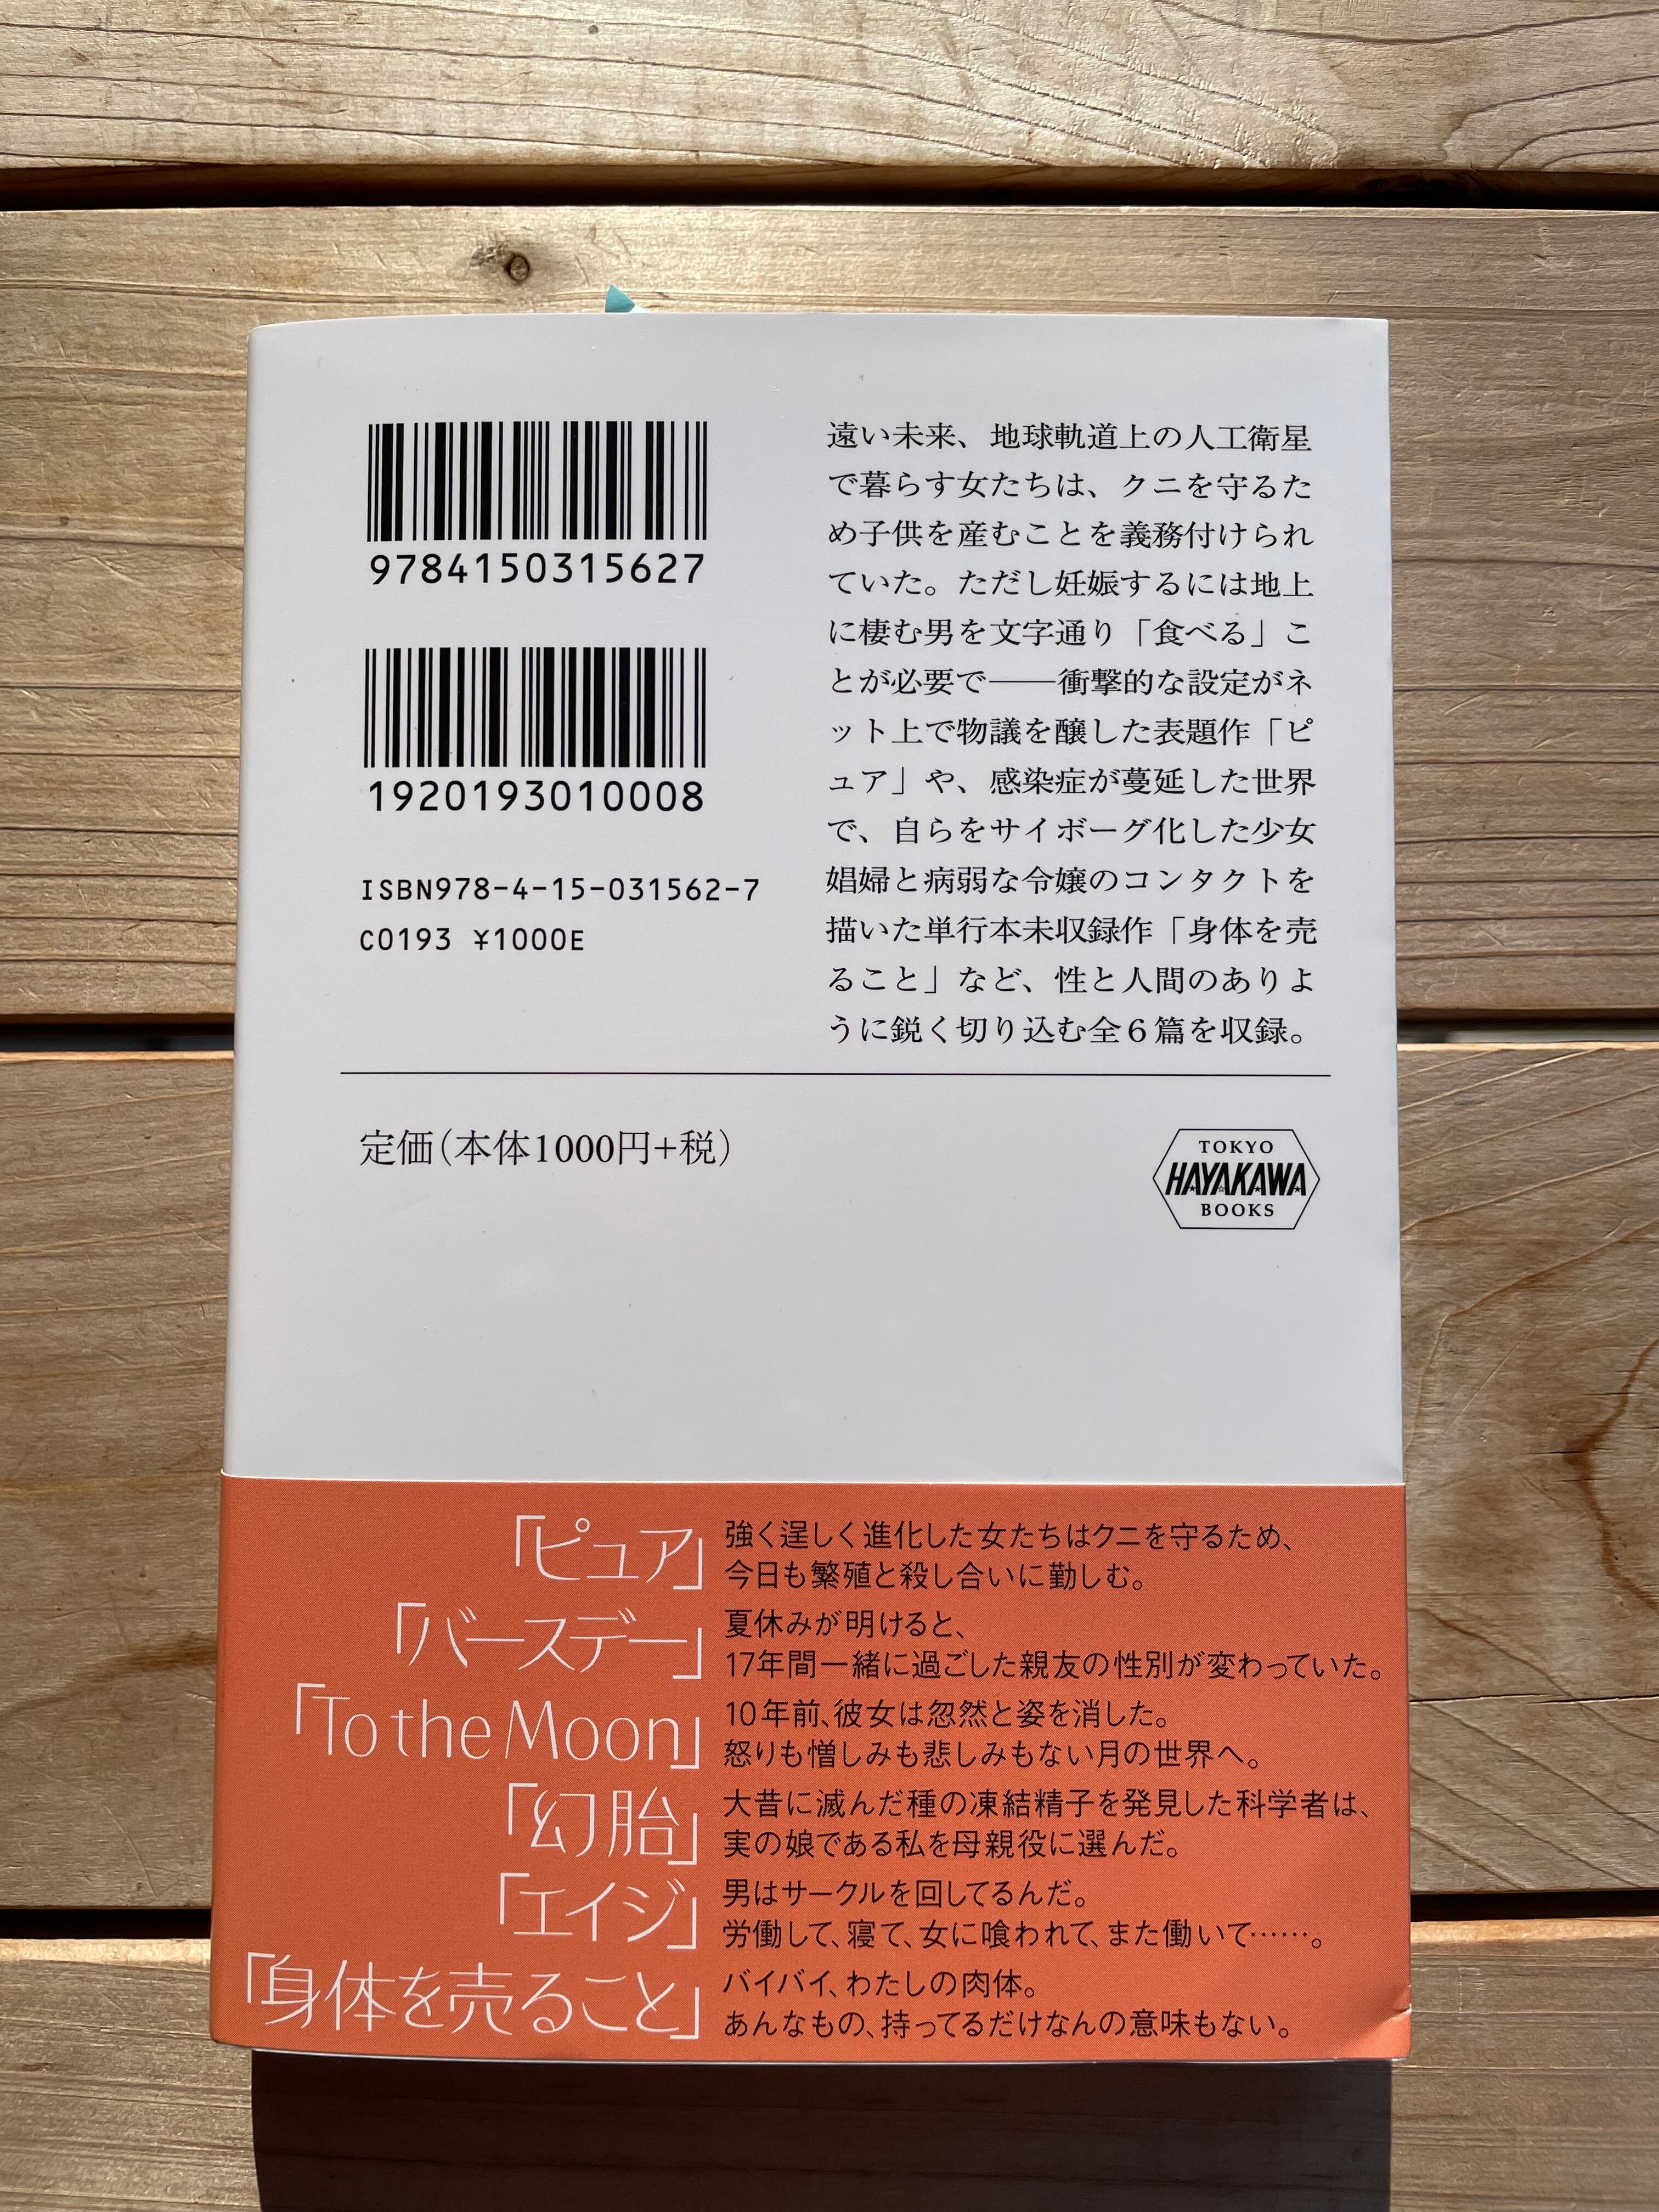 9784150315627
1920193010008
ISBN978-4-15-031562-7
C0193 ¥1000E
遠い未来、地球軌道上の人工衛星
で暮らす女たちは、クニを守るた
め子供を産むことを義務付けられ
ていた。ただし妊娠するには地上
に棲む男を文字通り「食べる」こ
とが必要で――衝撃的な設定がネ
ット上で物議を醸した表題作「ピ
ュア」や、感染症が蔓延した世界
で、自らをサイボーグ化した少女
娼婦と病弱な令嬢のコンタクトを
描いた単行本未収録作「身体を売
ること」など、性と人間のありよ
うに鋭く切り込む全6篇を収録。
定価(本体1000円+税)
TOKYO
HAYAKAWA
BOOKS
「ピュア」
強く逞しく進化した女たちはクニを守るため、
今日も繁殖と殺し合いに勤しむ。
「バースデー」
夏休みが明けると、
17年間一緒に過ごした親友の性別が変わっていた。
「To the Moon」
10年前、彼女は忽然と姿を消した。
怒りも憎しみも悲しみもない月の世界へ。
「幻胎」
大昔に滅んだ種の凍結精子を発見した科学者は、
実の娘である私を母親役に選んだ。
「エイジ」
男はサークルを回してるんだ。
労働して、寝て、女に喰われて、また働いて……。
「身体を売ること」
バイバイ、わたしの肉体。
あんなもの、持ってるだけなんの意味もない。